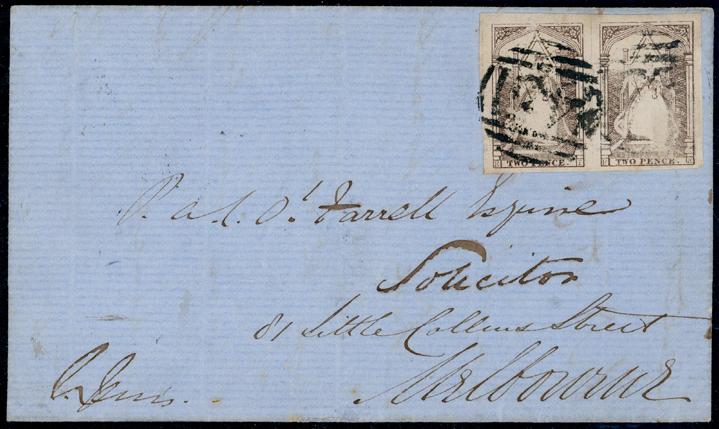 TWO PENCE. TWO PENCE.
P. a. C. O'Farrell Esquire
Solicitor
81 Little Collins Street
Melbourne